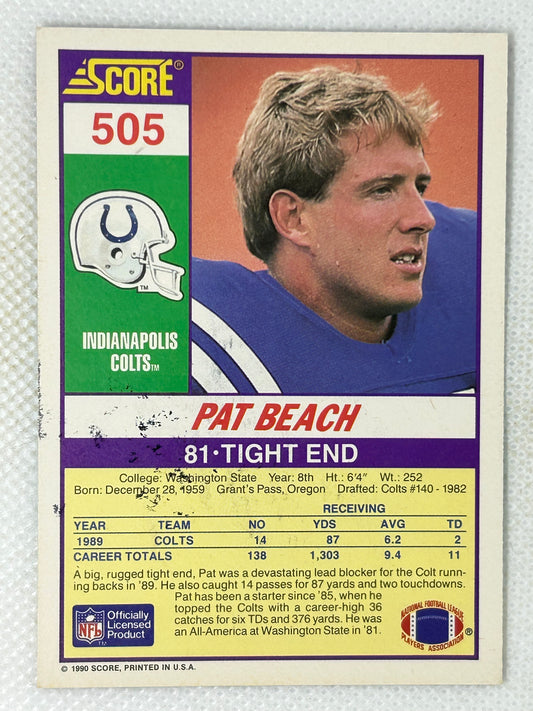 SCORE®
505
TM
INDIANAPOLIS
COLTS TM
PAT BEACH
81·TIGHT END
College: Washington State Year: 8th Ht.: 6'4" Wt.: 252
Born: December 28, 1959 Grant's Pass, Oregon Drafted: Colts #140 - 1982
RECEIVING
YEAR TEAM NO YDS AVG TD
1989 COLTS 14 87 6.2 2
CAREER TOTALS 138 1,303 9.4 11
A big, rugged tight end, Pat was a devastating lead blocker for the Colt run-
ning backs in '89. He also caught 14 passes for 87 yards and two touchdowns.
Pat has been a starter since '85, when he
topped the Colts with a career-high 36
catches for six TDs and 376 yards. He was
an All-America at Washington State in '81.
NFL
Officially
Licensed
Product
NATIONAL FOOTBALL LEAGUE
PLAYERS ASSOCIATION
®
© 1990 SCORE, PRINTED IN U.S.A.